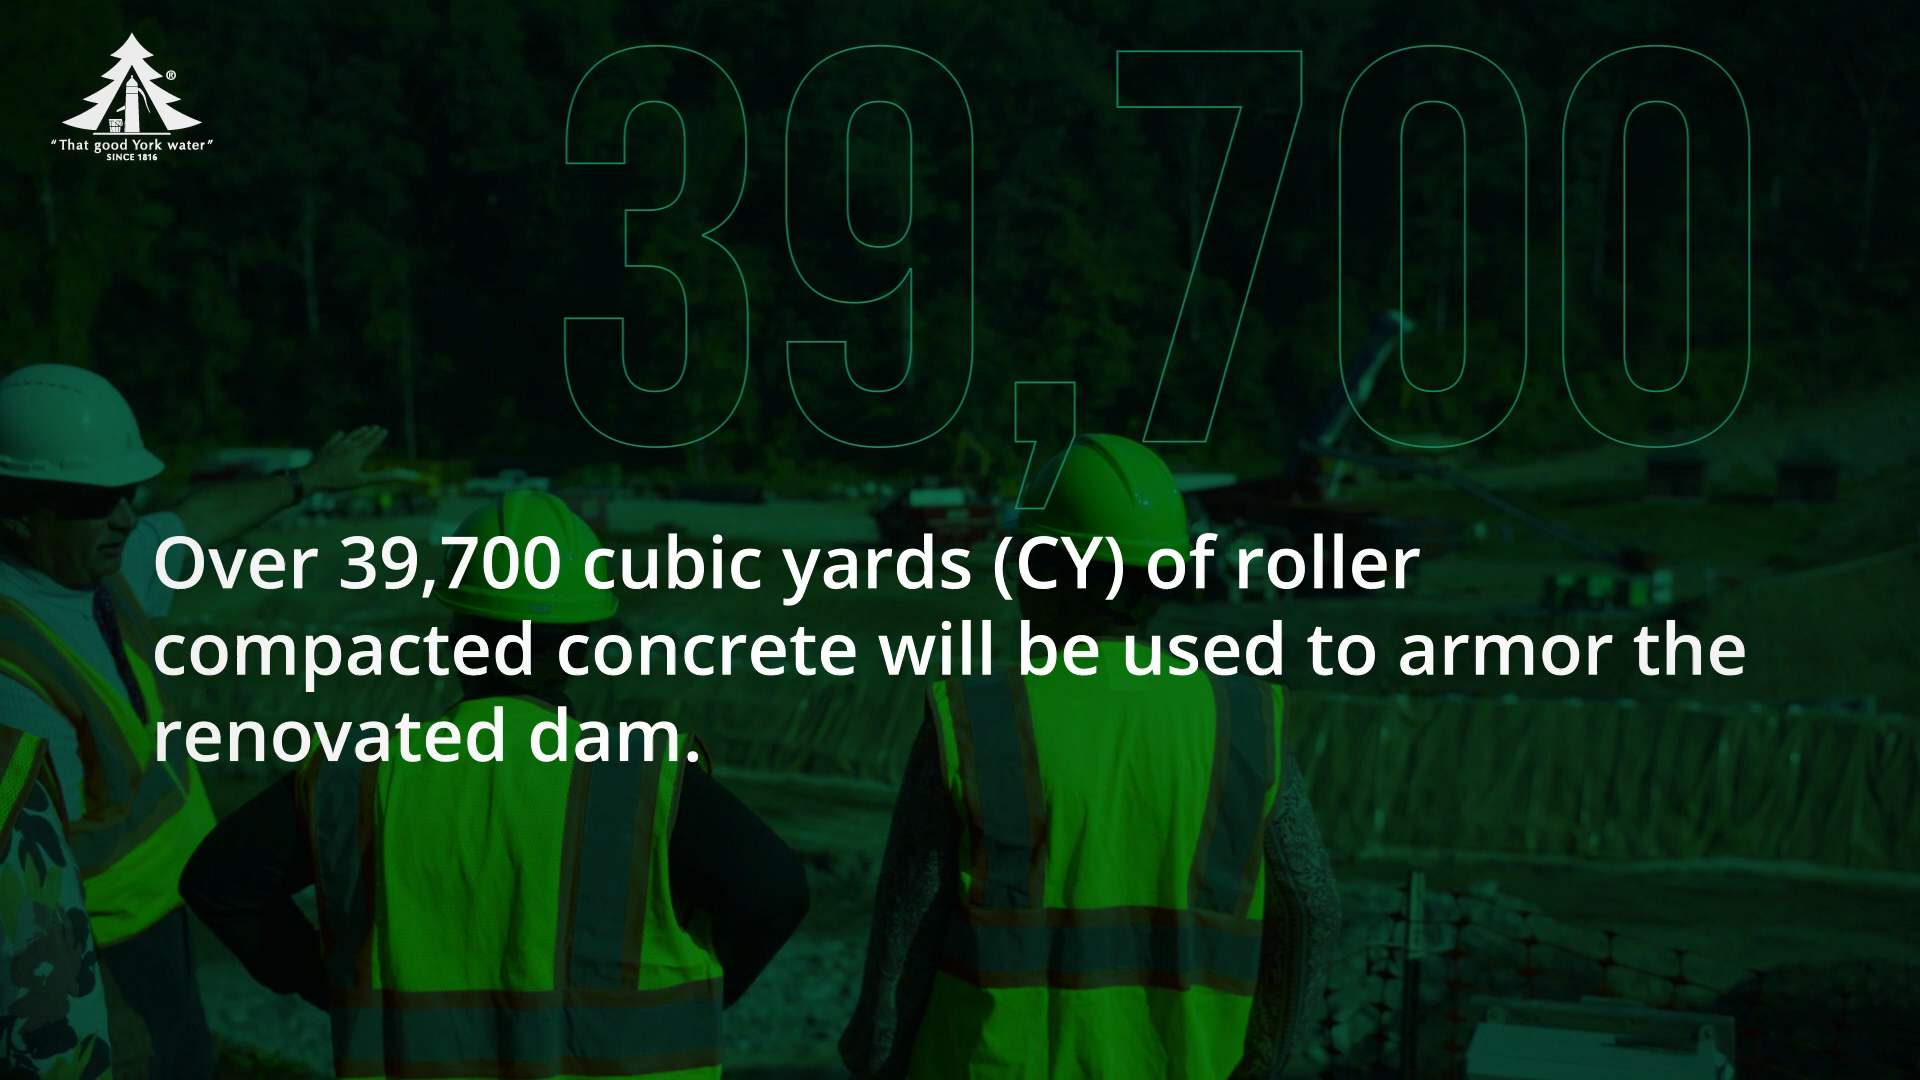 39,700
®
“That good York water”
SINCE 1816
Over 39,700 cubic yards (CY) of roller
compacted concrete will be used to armor the
renovated dam.